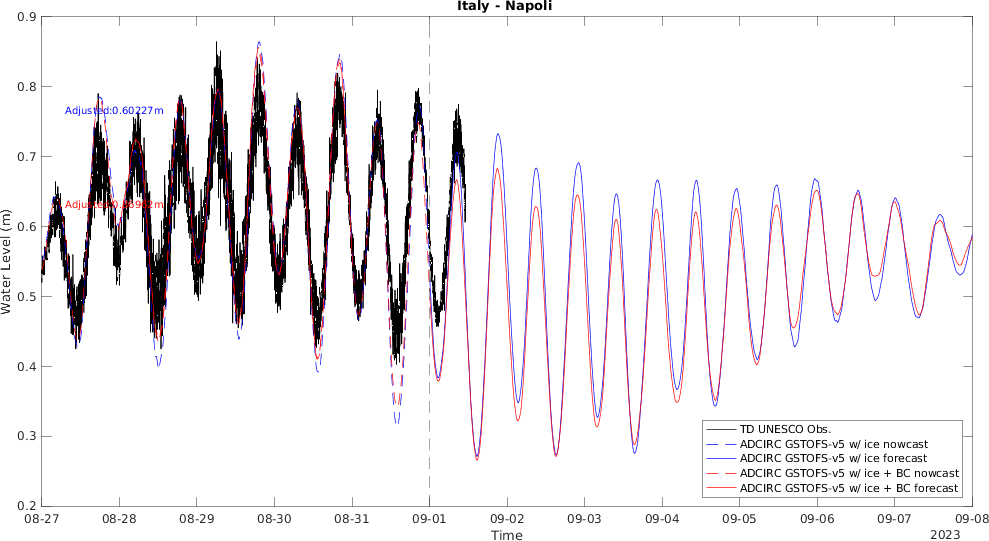 Italy - Napoli
0.9
0.8
0.7
0.6
0.5
0.4
0.3
0.2
Water Level (m)
Adjusted:0.60227m
08-27
08-28
08-29
08-30
08-31
09-01
09-02
09-03
09-04
09-05
09-06
09-07
09-08
Time
2023
TD UNESCO Obs.
ADCIRC GSTOFS-v5 w/ ice nowcast
ADCIRC GSTOFS-v5 w/ ice forecast
ADCIRC GSTOFS-v5 w/ ice + BC nowcast
ADCIRC GSTOFS-v5 w/ ice + BC forecast